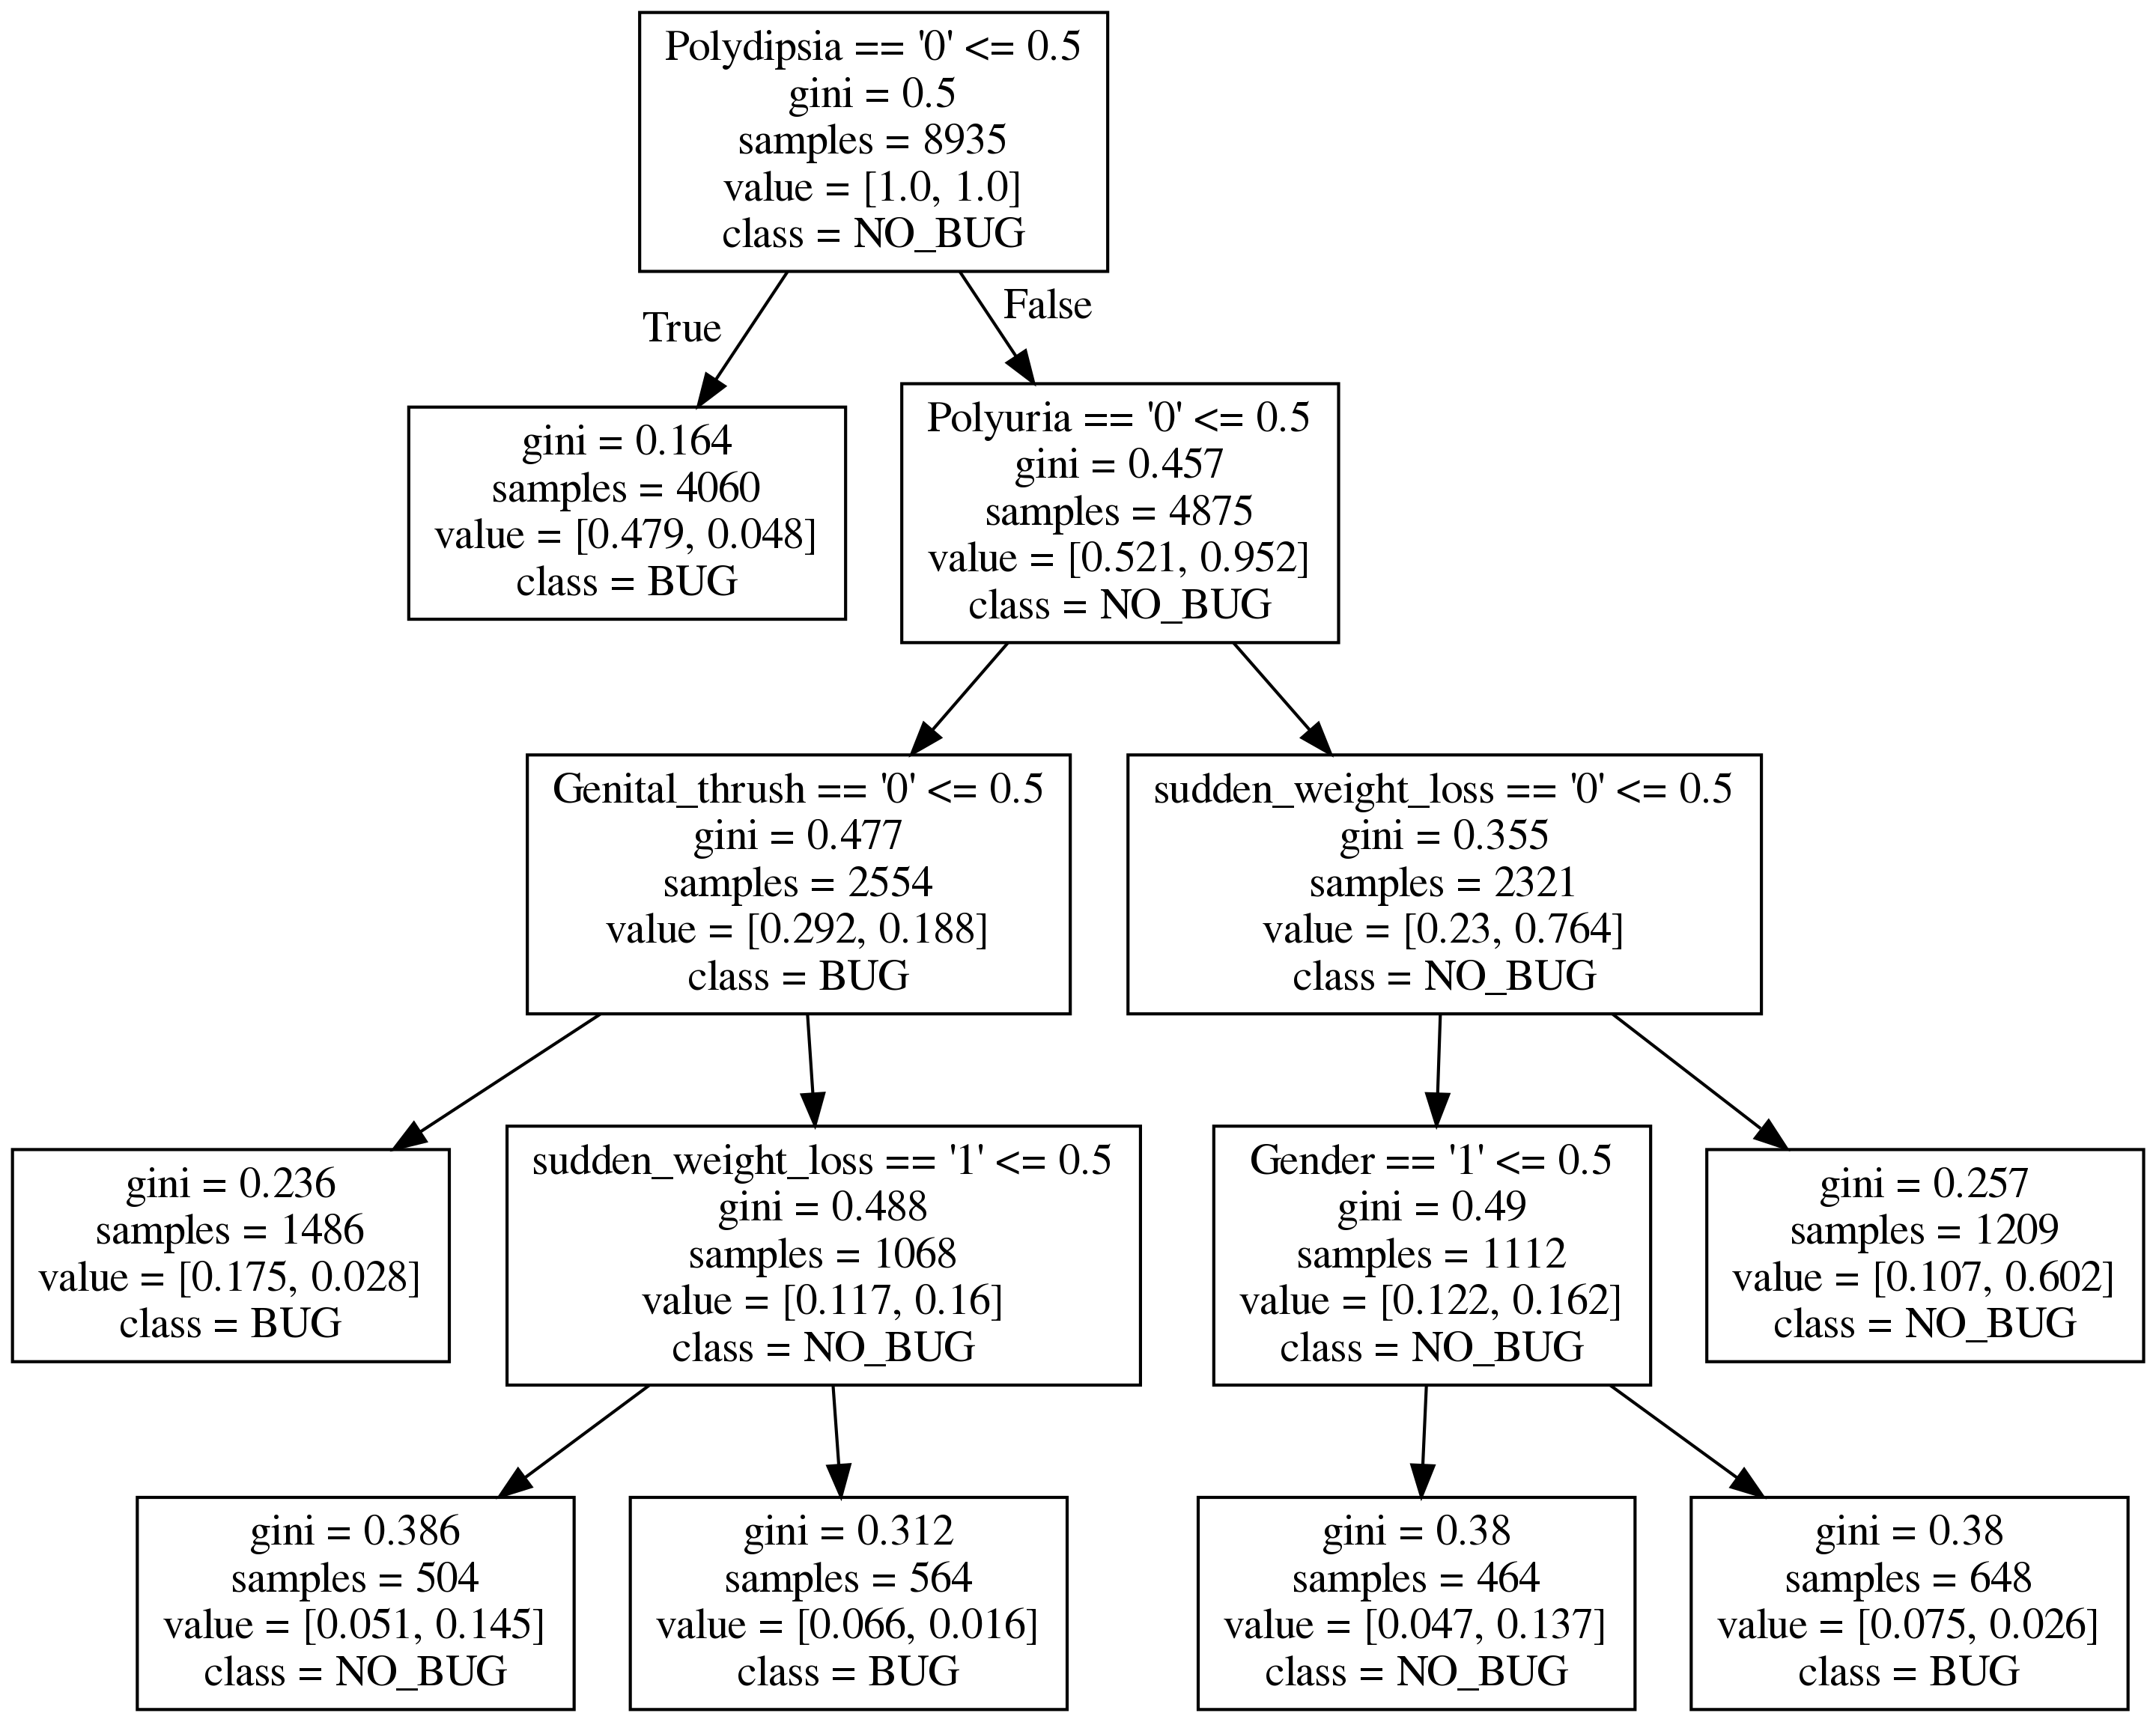 Polydipsia == '0' <= 0.5
gini = 0.5
samples = 8935
value = [1.0, 1.0]
class = NO_BUG
True
False
gini = 0.164
samples = 4060
value = [0.479, 0.048]
class = BUG
Polyuria == '0' <= 0.5
gini = 0.457
samples = 4875
value = [0.521, 0.952]
class = NO_BUG
Genital_thrush == '0' <= 0.5
gini = 0.477
samples = 2554
value = [0.292, 0.188]
class = BUG
sudden_weight_loss == '0' <= 0.5
gini = 0.355
samples = 2321
value = [0.23, 0.764]
class = NO_BUG
gini = 0.236
samples = 1486
value = [0.175, 0.028]
class = BUG
sudden_weight_loss == '1' <= 0.5
gini = 0.488
samples = 1068
value = [0.117, 0.16]
class = NO_BUG
Gender == '1' <= 0.5
gini = 0.49
samples = 1112
value = [0.122, 0.162]
class = NO_BUG
gini = 0.257
samples = 1209
value = [0.107, 0.602]
class = NO_BUG
gini = 0.386
samples = 504
value = [0.051, 0.145]
class = NO_BUG
gini = 0.312
samples = 564
value = [0.066, 0.016]
class = BUG
gini = 0.38
samples = 464
value = [0.047, 0.137]
class = NO_BUG
gini = 0.38
samples = 648
value = [0.075, 0.026]
class = BUG